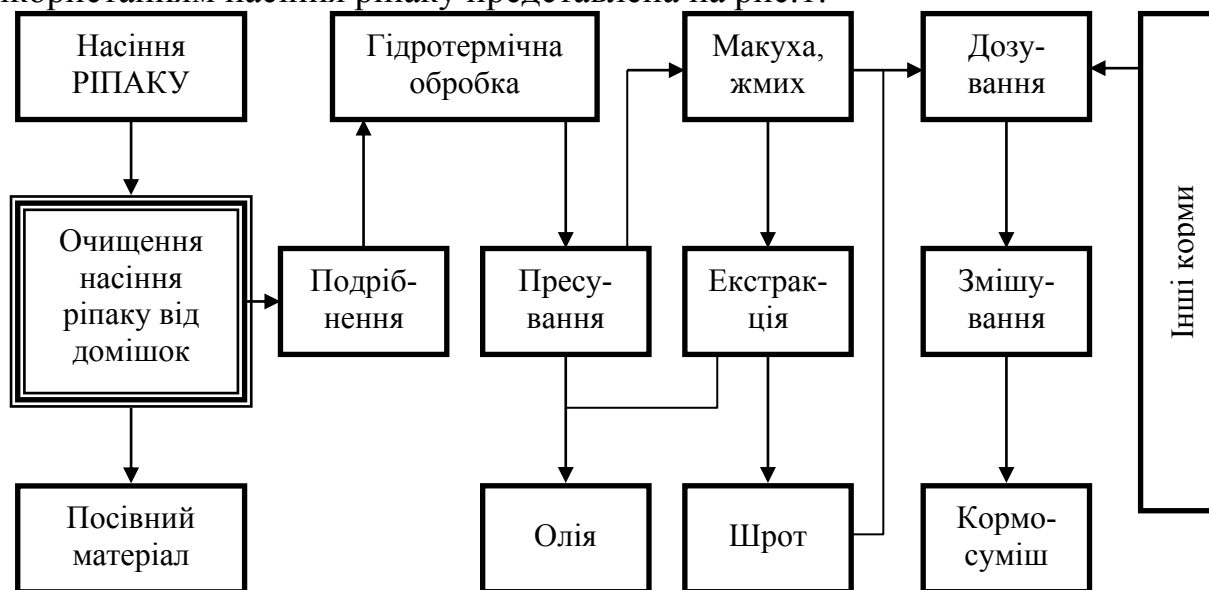 користанням насіння ріпаку представлена на рис.1.
Насіння
РІПАКУ
Гідротермічна
обробка
Макуха,
жмих
Дозу-
вання
Інші корми
Очищення
насіння
ріпаку від
домішок
Подріб-
нення
Пресу-
вання
Екстрак-
ція
Змішу-
вання
Посівний
матеріал
Олія
Шрот
Кормо-
суміш